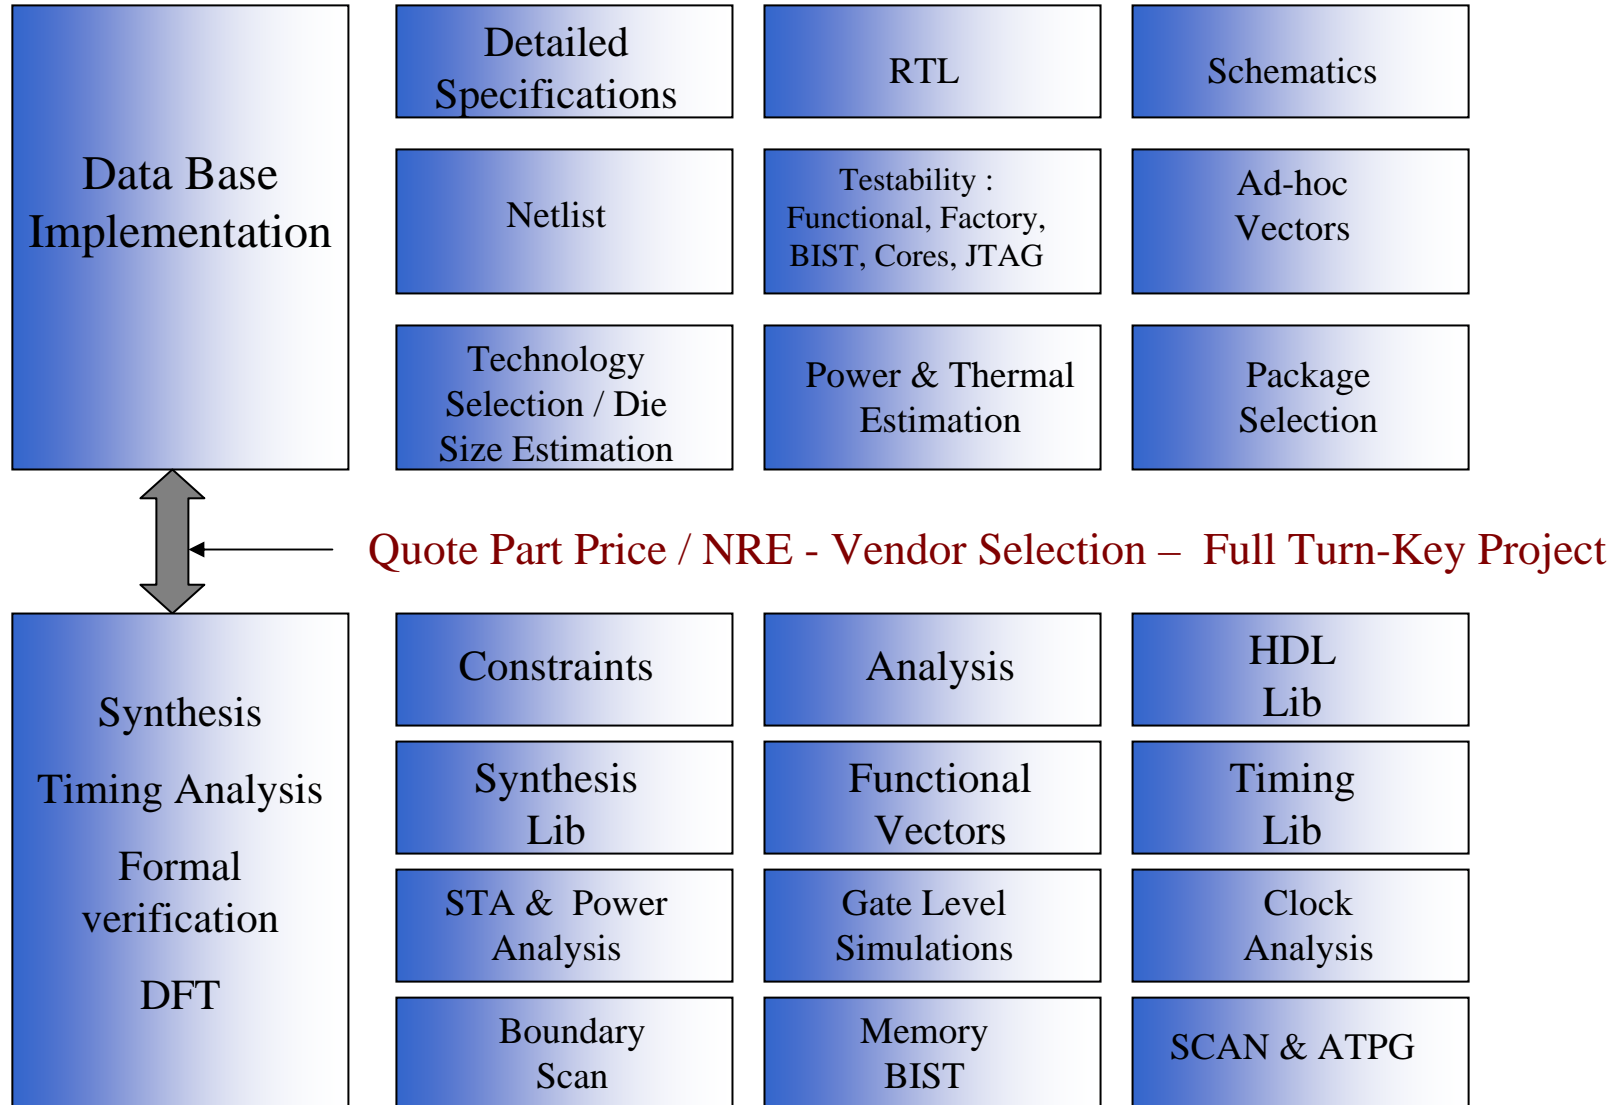 Data Base
Implementation
Detailed
Specifications
RTL
Schematics
Netlist
Testability :
Functional, Factory,
BIST, Cores, JTAG
Ad-hoc
Vectors
Technology
Selection / Die
Size Estimation
Power & Thermal
Estimation
Package
Selection
Quote Part Price / NRE - Vendor Selection – Full Turn-Key Project
Synthesis
Timing Analysis
Formal
verification
DFT
Constraints
Analysis
HDL
Lib
Synthesis
Lib
Functional
Vectors
Timing
Lib
STA & Power
Analysis
Gate Level
Simulations
Clock
Analysis
Boundary
Scan
Memory
BIST
SCAN & ATPG